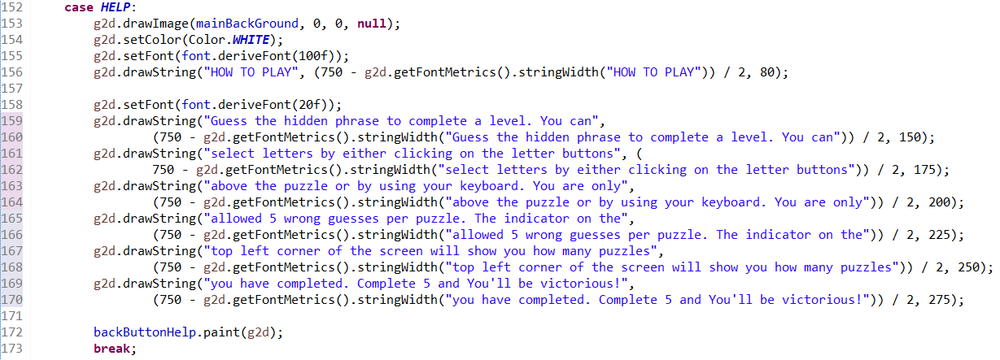 152 case HELP:
153 g2d.drawImage(mainBackGround, 0, 0, null);
154 g2d.setColor(Color.WHITE);
155 g2d.setFont(font.deriveFont(100f));
156 g2d.drawString("HOW TO PLAY", (750 - g2d.getFontMetrics().stringWidth("HOW TO PLAY")) / 2, 80);
157
158 g2d.setFont(font.deriveFont(20f));
159 g2d.drawString("Guess the hidden phrase to complete a level. You can",
160 (750 - g2d.getFontMetrics().stringWidth("Guess the hidden phrase to complete a level. You can")) / 2, 150);
161 g2d.drawString("select letters by either clicking on the letter buttons", (
162 750 - g2d.getFontMetrics().stringWidth("select letters by either clicking on the letter buttons")) / 2, 175);
163 g2d.drawString("above the puzzle or by using your keyboard. You are only",
164 (750 - g2d.getFontMetrics().stringWidth("above the puzzle or by using your keyboard. You are only")) / 2, 200);
165 g2d.drawString("allowed 5 wrong guesses per puzzle. The indicator on the",
166 (750 - g2d.getFontMetrics().stringWidth("allowed 5 wrong guesses per puzzle. The indicator on the")) / 2, 225);
167 g2d.drawString("top left corner of the screen will show you how many puzzles",
168 (750 - g2d.getFontMetrics().stringWidth("top left corner of the screen will show you how many puzzles")) / 2, 250);
169 g2d.drawString("you have completed. Complete 5 and You'll be victorious!",
170 (750 - g2d.getFontMetrics().stringWidth("you have completed. Complete 5 and You'll be victorious!")) / 2, 275);
171
172 backButtonHelp.paint(g2d);
173 break;